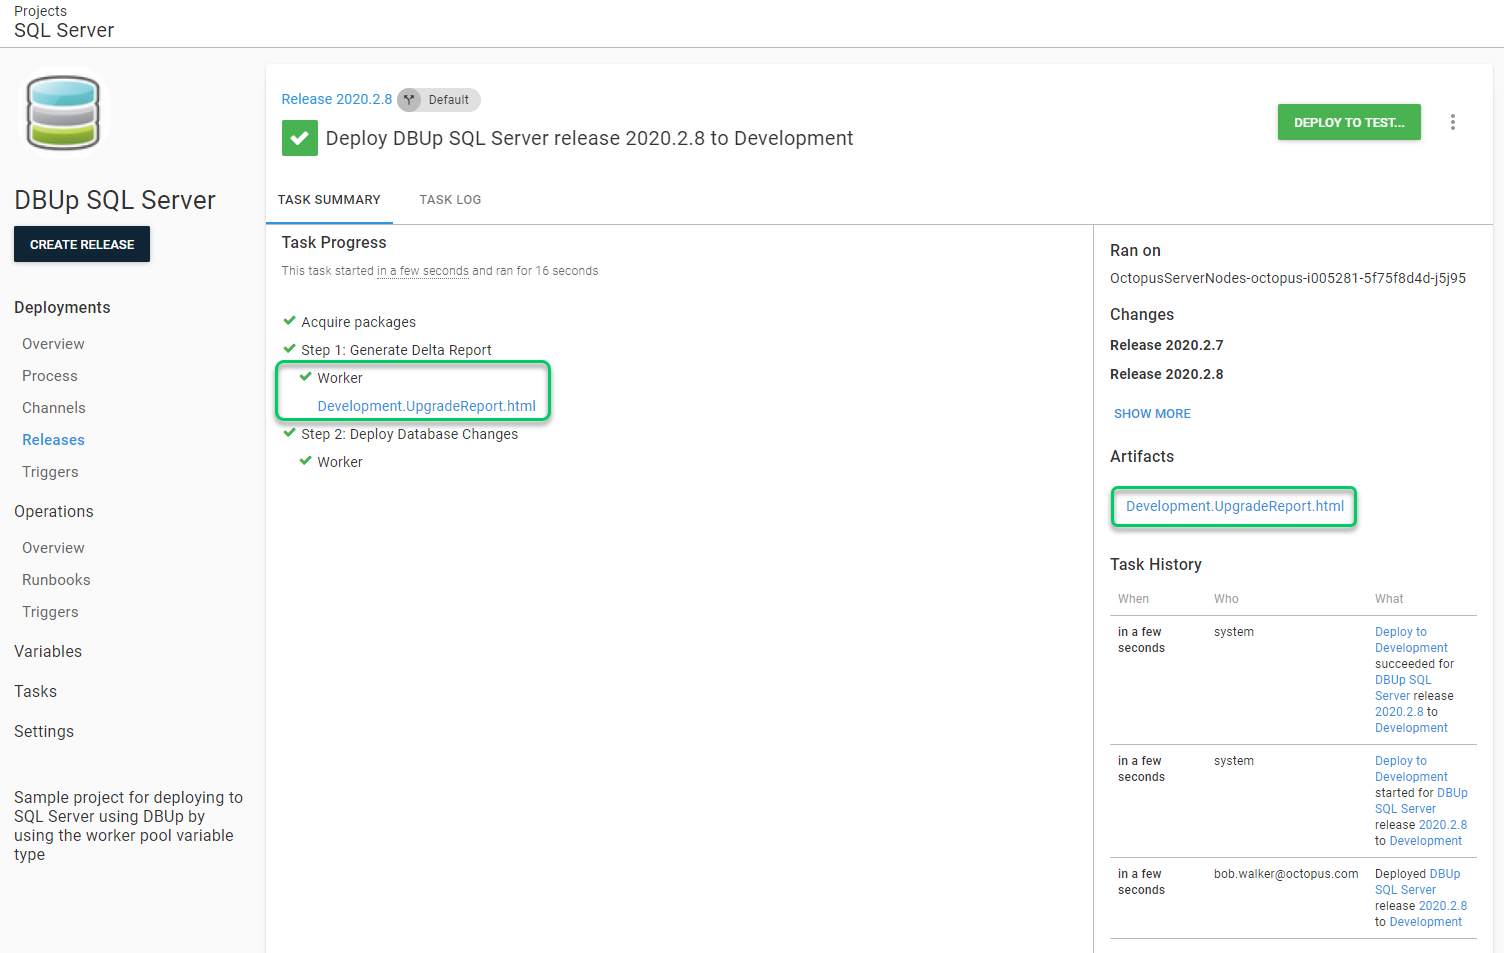 Projects
SQL Server
DBUp SQL Server
CREATE RELEASE
Deployments
Overview
Process
Channels
Releases
Triggers
Operations
Overview
Runbooks
Triggers
Variables
Tasks
Settings
Sample project for deploying to
SQL Server using DBUp by
using the worker pool variable
type
Release 2020.2.8 Default
Deploy DBUp SQL Server release 2020.2.8 to Development
DEPLOY TO TEST...
TASK SUMMARY TASK LOG
Task Progress
This task started in a few seconds and ran for 16 seconds
Acquire packages
Step 1: Generate Delta Report
Worker
Development.UpgradeReport.html
Step 2: Deploy Database Changes
Worker
Ran on
OctopusServerNodes-octopus-i005281-5f75f8d4d-j5j95
Changes
Release 2020.2.7
Release 2020.2.8
SHOW MORE
Artifacts
Development.UpgradeReport.html
Task History
When Who What
in a few
seconds
system
Deploy to
Development
succeeded for
DBUp SQL
Server release
2020.2.8 to
Development
in a few
seconds
system
Deploy to
Development
started for DBUp
SQL Server
release 2020.2.8
to Development
in a few
seconds
bob.walker@octopus.com
Deployed DBUp
SQL Server
release 2020.2.8
to Development